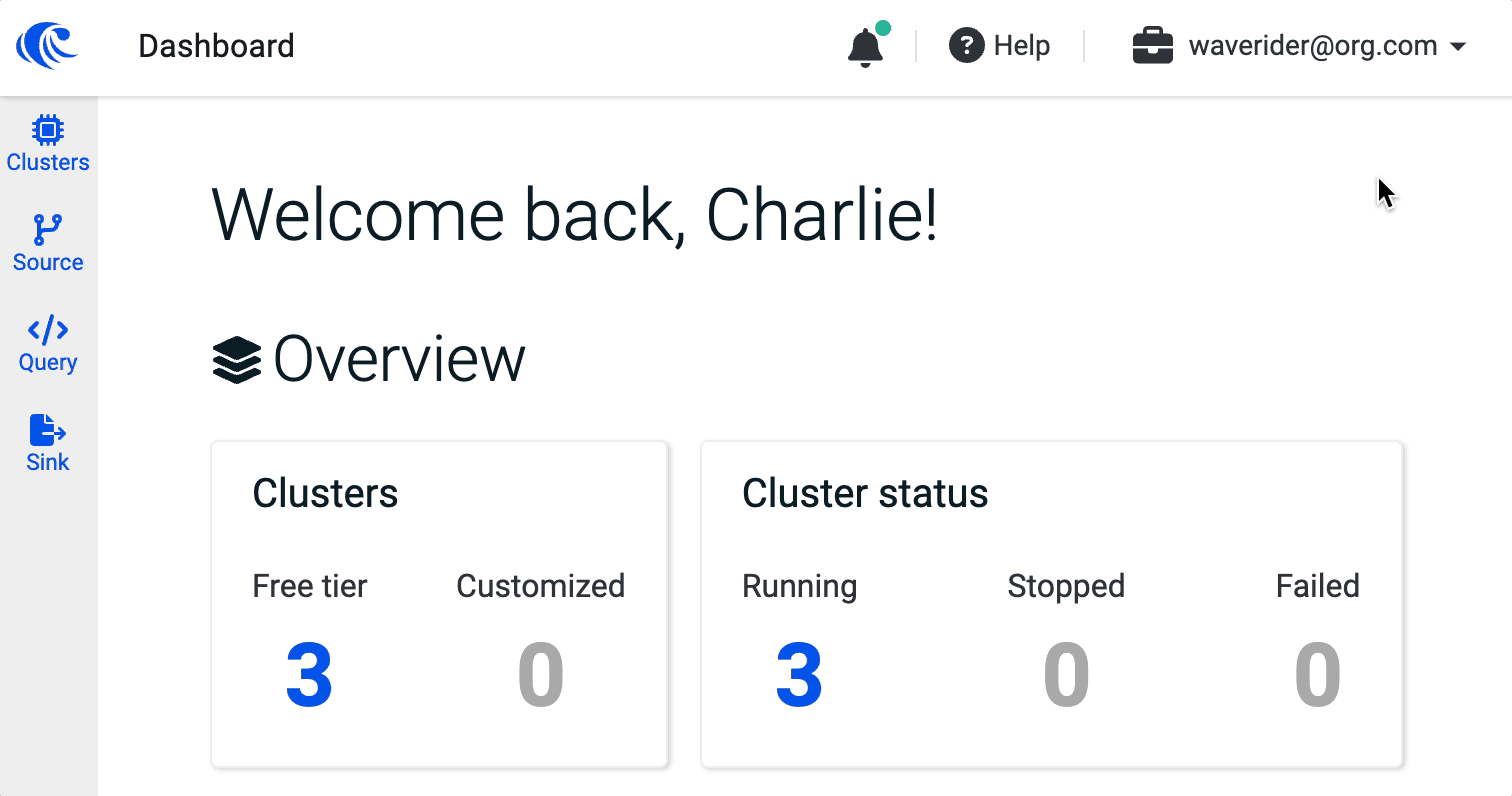 Dashboard
? Help
waverider@org.com
Clusters
Source
Query
Sink
Welcome back, Charlie!
Overview
Clusters
Free tier Customized
3 0
Cluster status
Running Stopped Failed
3 0 0